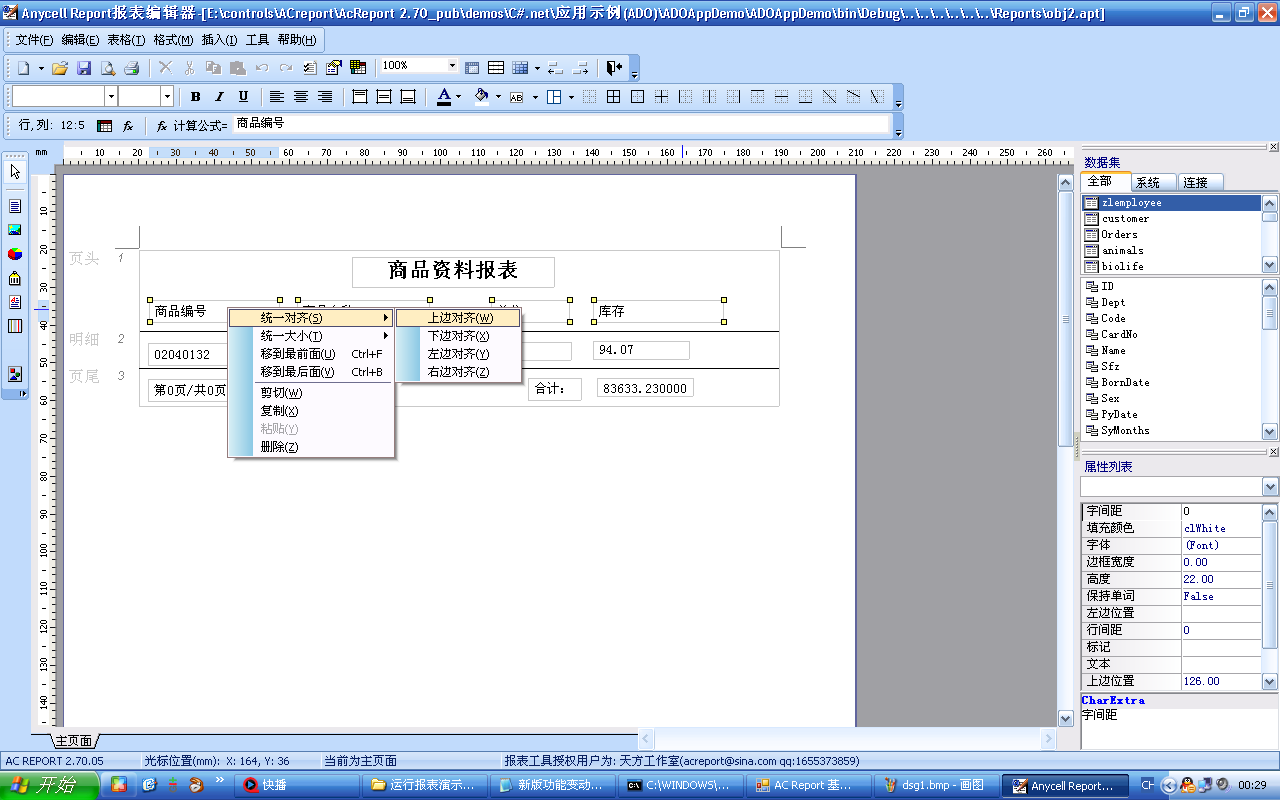 Anycell Report报表编辑器-[E:\controls\ACreport\AcReport 2.70_pub\demos\C#.net\应用示例(ADO)\ADOAppDemo\ADOAppDemo\bin\Debug\..\..\..\..\..\..\Reports\obj2.apt]
文件(F) 编辑(E) 表格(T) 格式(M) 插入(I) 工具 帮助(H)
100%
B I U A AB
行,列: 12:5 fx fx 计算公式= 商品编号
mm 10 20 30 40 50 60 70 80 90 100 110 120 130 140 150 160 170 180 190 200 210 220 230 240 250 260
10 20 30 40 50 60 70 80 90 100 110 120 130 140
页头 1
商品资料报表
商品编号 库存
明细 2
02040132 94.07
页尾 3
第0页/共0页 合计: 83633.230000
统一对齐(S)
统一大小(T)
移到最前面(U) Ctrl+F
移到最后面(V) Ctrl+B
剪切(W)
复制(X)
粘贴(Y)
删除(Z)
上边对齐(W)
下边对齐(X)
左边对齐(Y)
右边对齐(Z)
数据集
全部 系统 连接
zlemployee
customer
Orders
animals
biolife
ID
Dept
Code
CardNo
Name
Sfz
BornDate
Sex
PyDate
SyMonths
属性列表
字间距 0
填充颜色 clWhite
字体 (Font)
边框宽度 0.00
高度 22.00
保持单词 False
左边位置
行间距 0
标记
文本
上边位置 126.00
CharExtra
字间距
主页面
AC REPORT 2.70.05 光标位置(mm): X: 164, Y: 36 当前为主页面 报表工具授权用户为: 天方工作室(acreport@sina.com qq:1655373859)
开始 快播 运行报表演示... 新版功能变动... C:\WINDOWS\... AC Report 基... dsg1.bmp - 画图 Anycell Report... CH 00:29